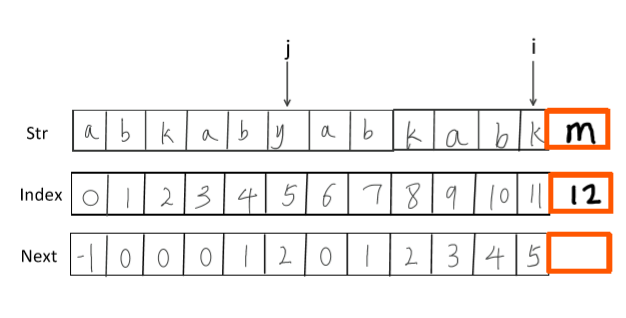 j i
Str a b k a b y a b k a b k m
Index 0 1 2 3 4 5 6 7 8 9 10 11 12
Next -1 0 0 0 1 2 0 1 2 3 4 5